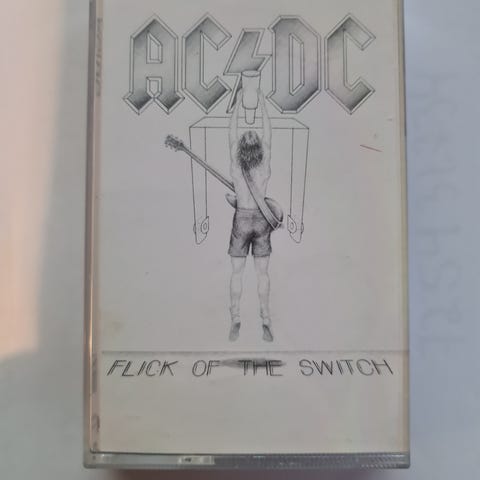 AC/DC
FLICK OF THE SWITCH